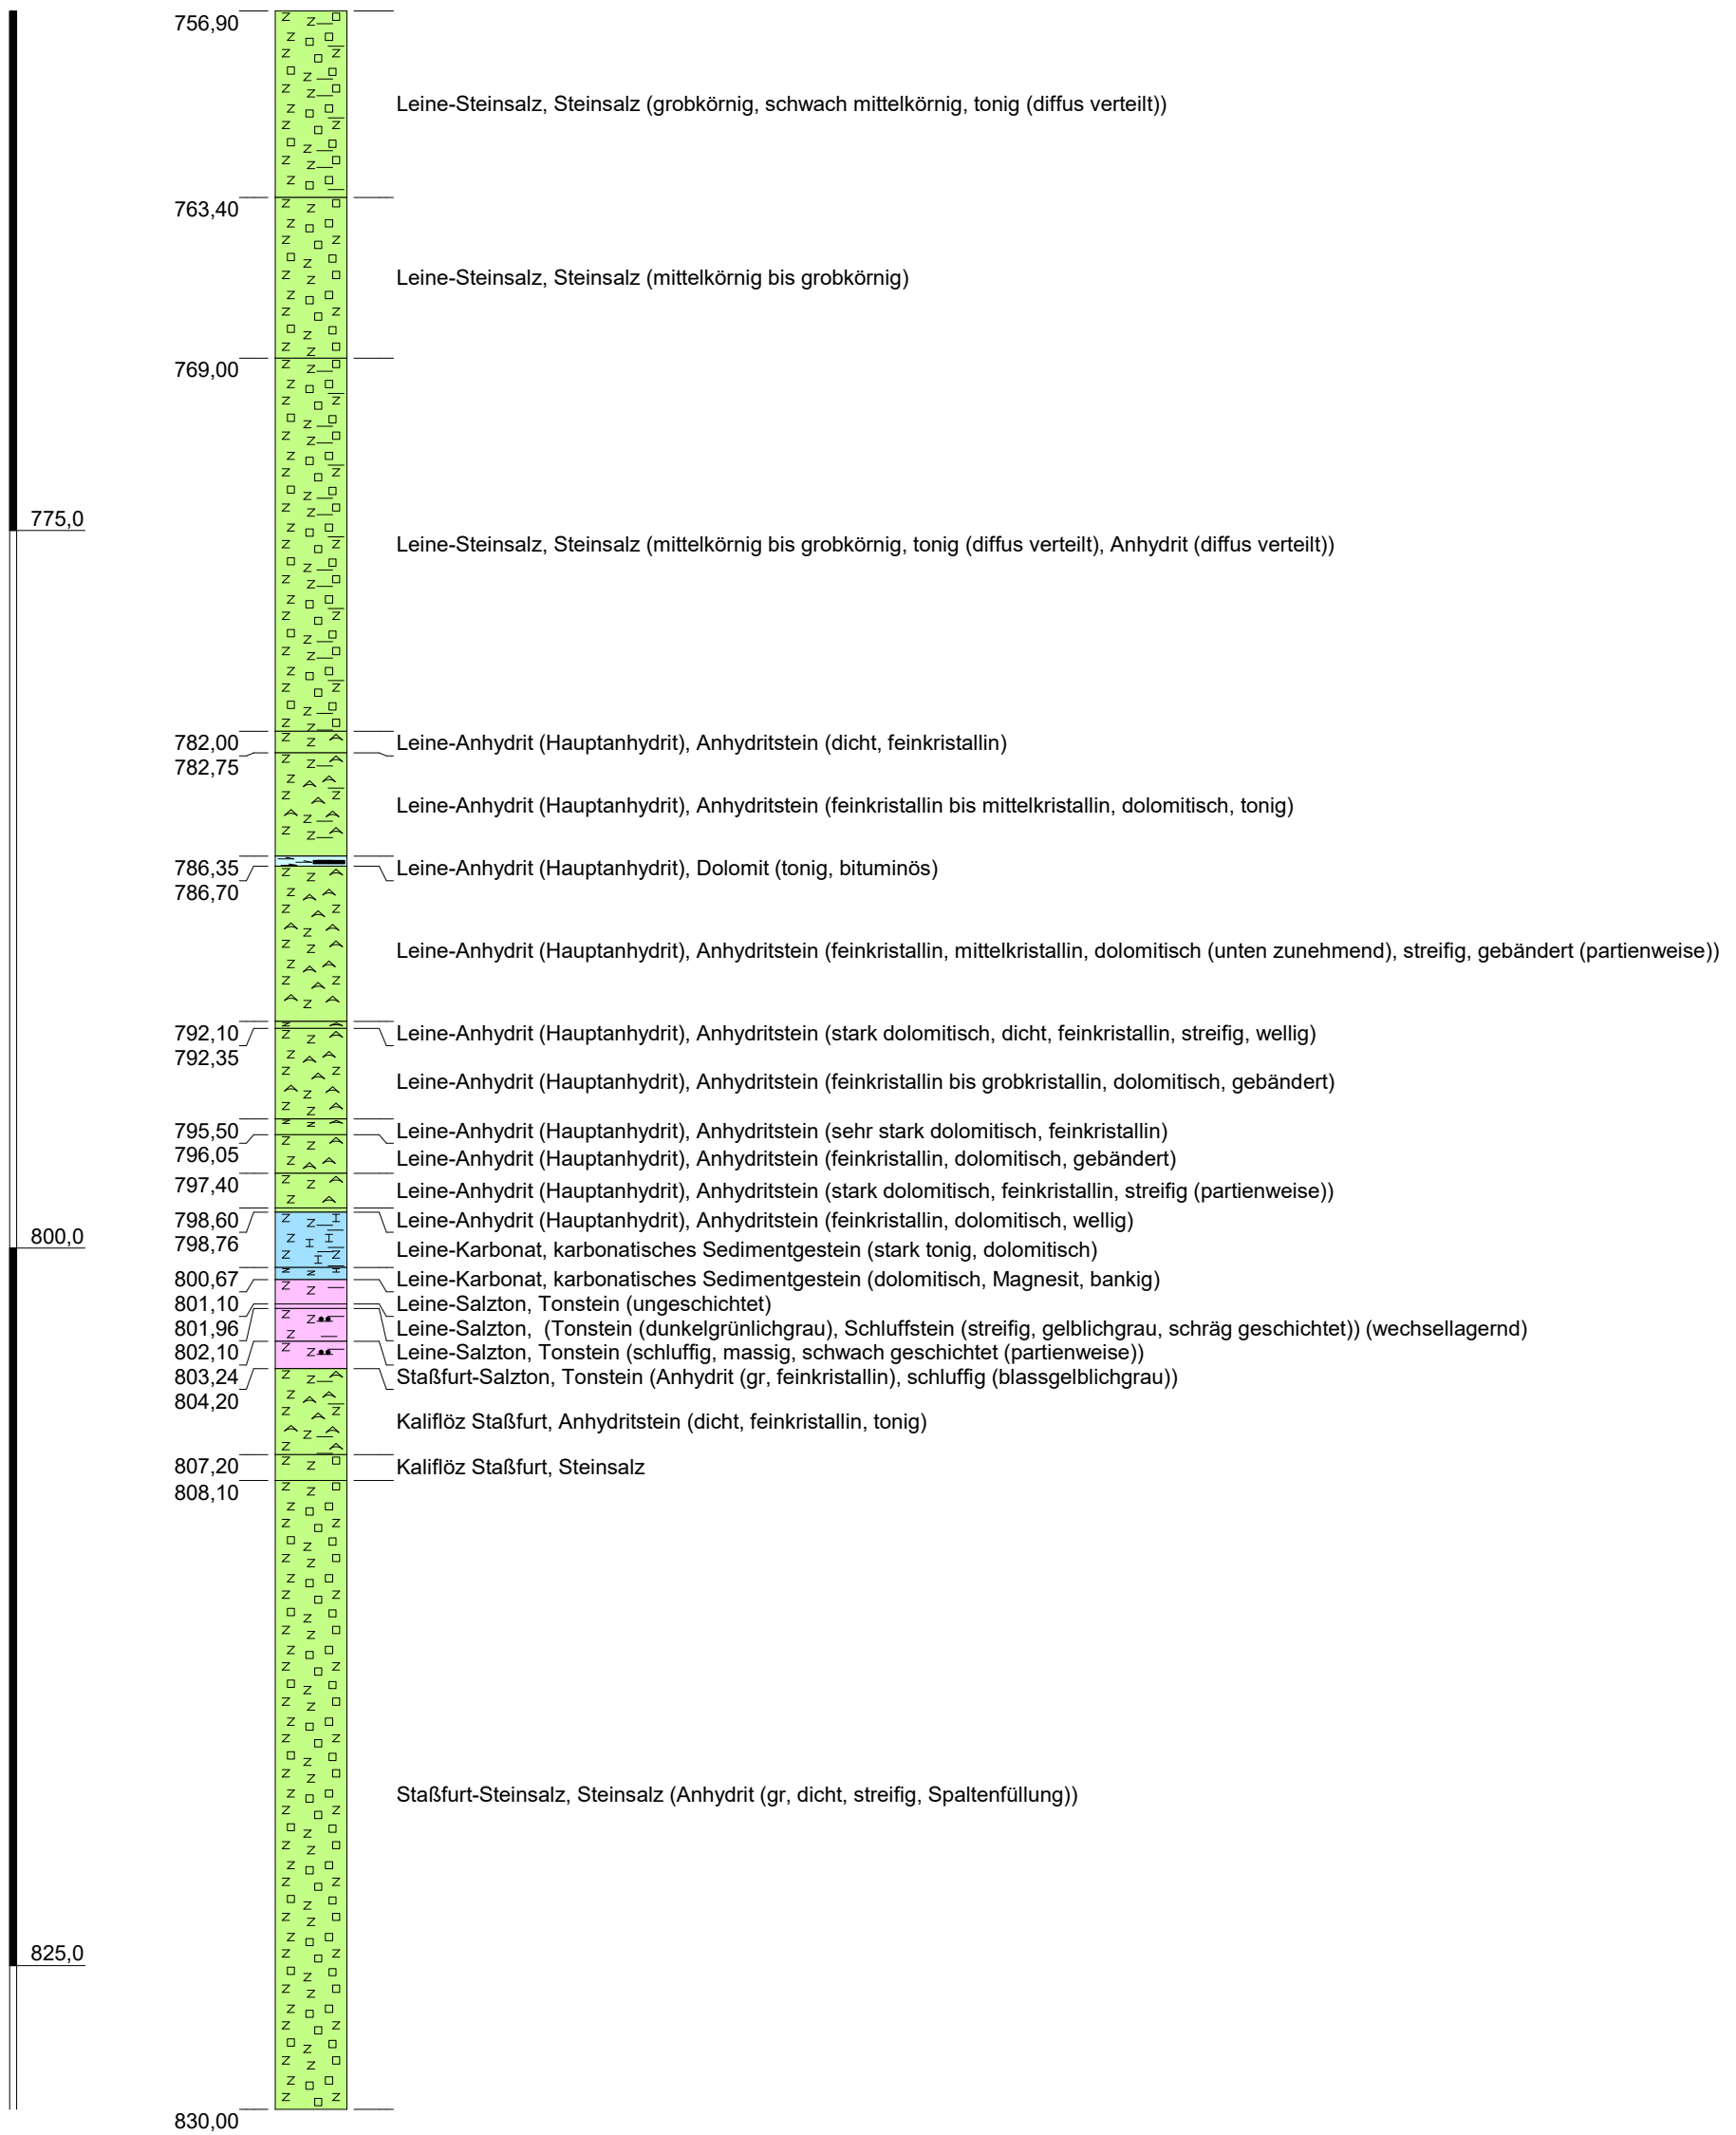 756,90
Leine-Steinsalz, Steinsalz (grobkörnig, schwach mittelkörnig, tonig (diffus verteilt))
763,40
Leine-Steinsalz, Steinsalz (mittelkörnig bis grobkörnig)
769,00
775,0
Leine-Steinsalz, Steinsalz (mittelkörnig bis grobkörnig, tonig (diffus verteilt), Anhydrit (diffus verteilt))
782,00
Leine-Anhydrit (Hauptanhydrit), Anhydritstein (dicht, feinkristallin)
782,75
Leine-Anhydrit (Hauptanhydrit), Anhydritstein (feinkristallin bis mittelkristallin, dolomitisch, tonig)
786,35
Leine-Anhydrit (Hauptanhydrit), Dolomit (tonig, bituminös)
786,70
Leine-Anhydrit (Hauptanhydrit), Anhydritstein (feinkristallin, mittelkristallin, dolomitisch (unten zunehmend), streifig, gebändert (partienweise))
792,10
Leine-Anhydrit (Hauptanhydrit), Anhydritstein (stark dolomitisch, dicht, feinkristallin, streifig, wellig)
792,35
Leine-Anhydrit (Hauptanhydrit), Anhydritstein (feinkristallin bis grobkristallin, dolomitisch, gebändert)
795,50
Leine-Anhydrit (Hauptanhydrit), Anhydritstein (sehr stark dolomitisch, feinkristallin)
796,05
Leine-Anhydrit (Hauptanhydrit), Anhydritstein (feinkristallin, dolomitisch, gebändert)
797,40
Leine-Anhydrit (Hauptanhydrit), Anhydritstein (stark dolomitisch, feinkristallin, streifig (partienweise))
798,60
Leine-Anhydrit (Hauptanhydrit), Anhydritstein (feinkristallin, dolomitisch, wellig)
800,0
798,76
Leine-Karbonat, karbonatisches Sedimentgestein (stark tonig, dolomitisch)
800,67
Leine-Karbonat, karbonatisches Sedimentgestein (dolomitisch, Magnesit, bankig)
801,10
Leine-Salzton, Tonstein (ungeschichtet)
801,96
Leine-Salzton,  (Tonstein (dunkelgrünlichgrau), Schluffstein (streifig, gelblichgrau, schräg geschichtet)) (wechsellagernd)
802,10
Leine-Salzton, Tonstein (schluffig, massig, schwach geschichtet (partienweise))
803,24
Staßfurt-Salzton, Tonstein (Anhydrit (gr, feinkristallin), schluffig (blassgelblichgrau))
804,20
Kaliflöz Staßfurt, Anhydritstein (dicht, feinkristallin, tonig)
807,20
Kaliflöz Staßfurt, Steinsalz
808,10
Staßfurt-Steinsalz, Steinsalz (Anhydrit (gr, dicht, streifig, Spaltenfüllung))
825,0
830,00